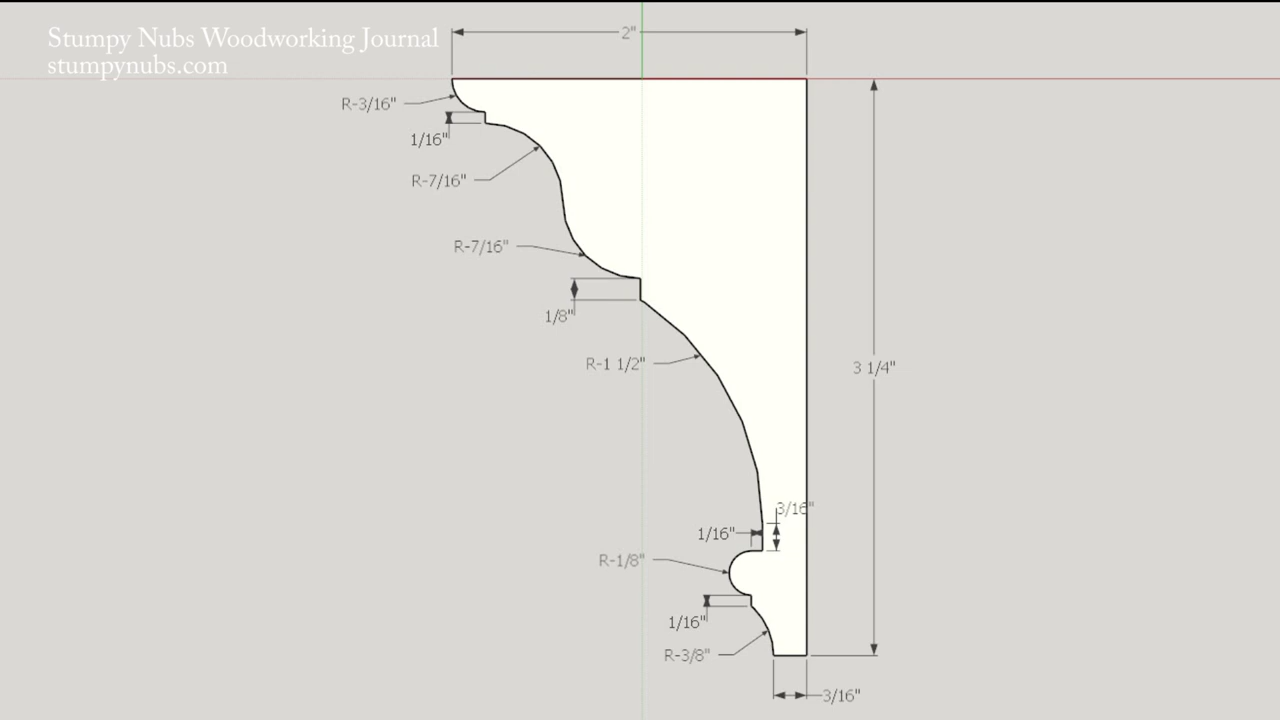 Stumpy Nubs Woodworking Journal
stumpynubs.com
2"
R-3/16"
1/16"
R-7/16"
R-7/16"
1/8"
R-1 1/2"
3 1/4"
3/16"
1/16"
R-1/8"
1/16"
R-3/8"
3/16"